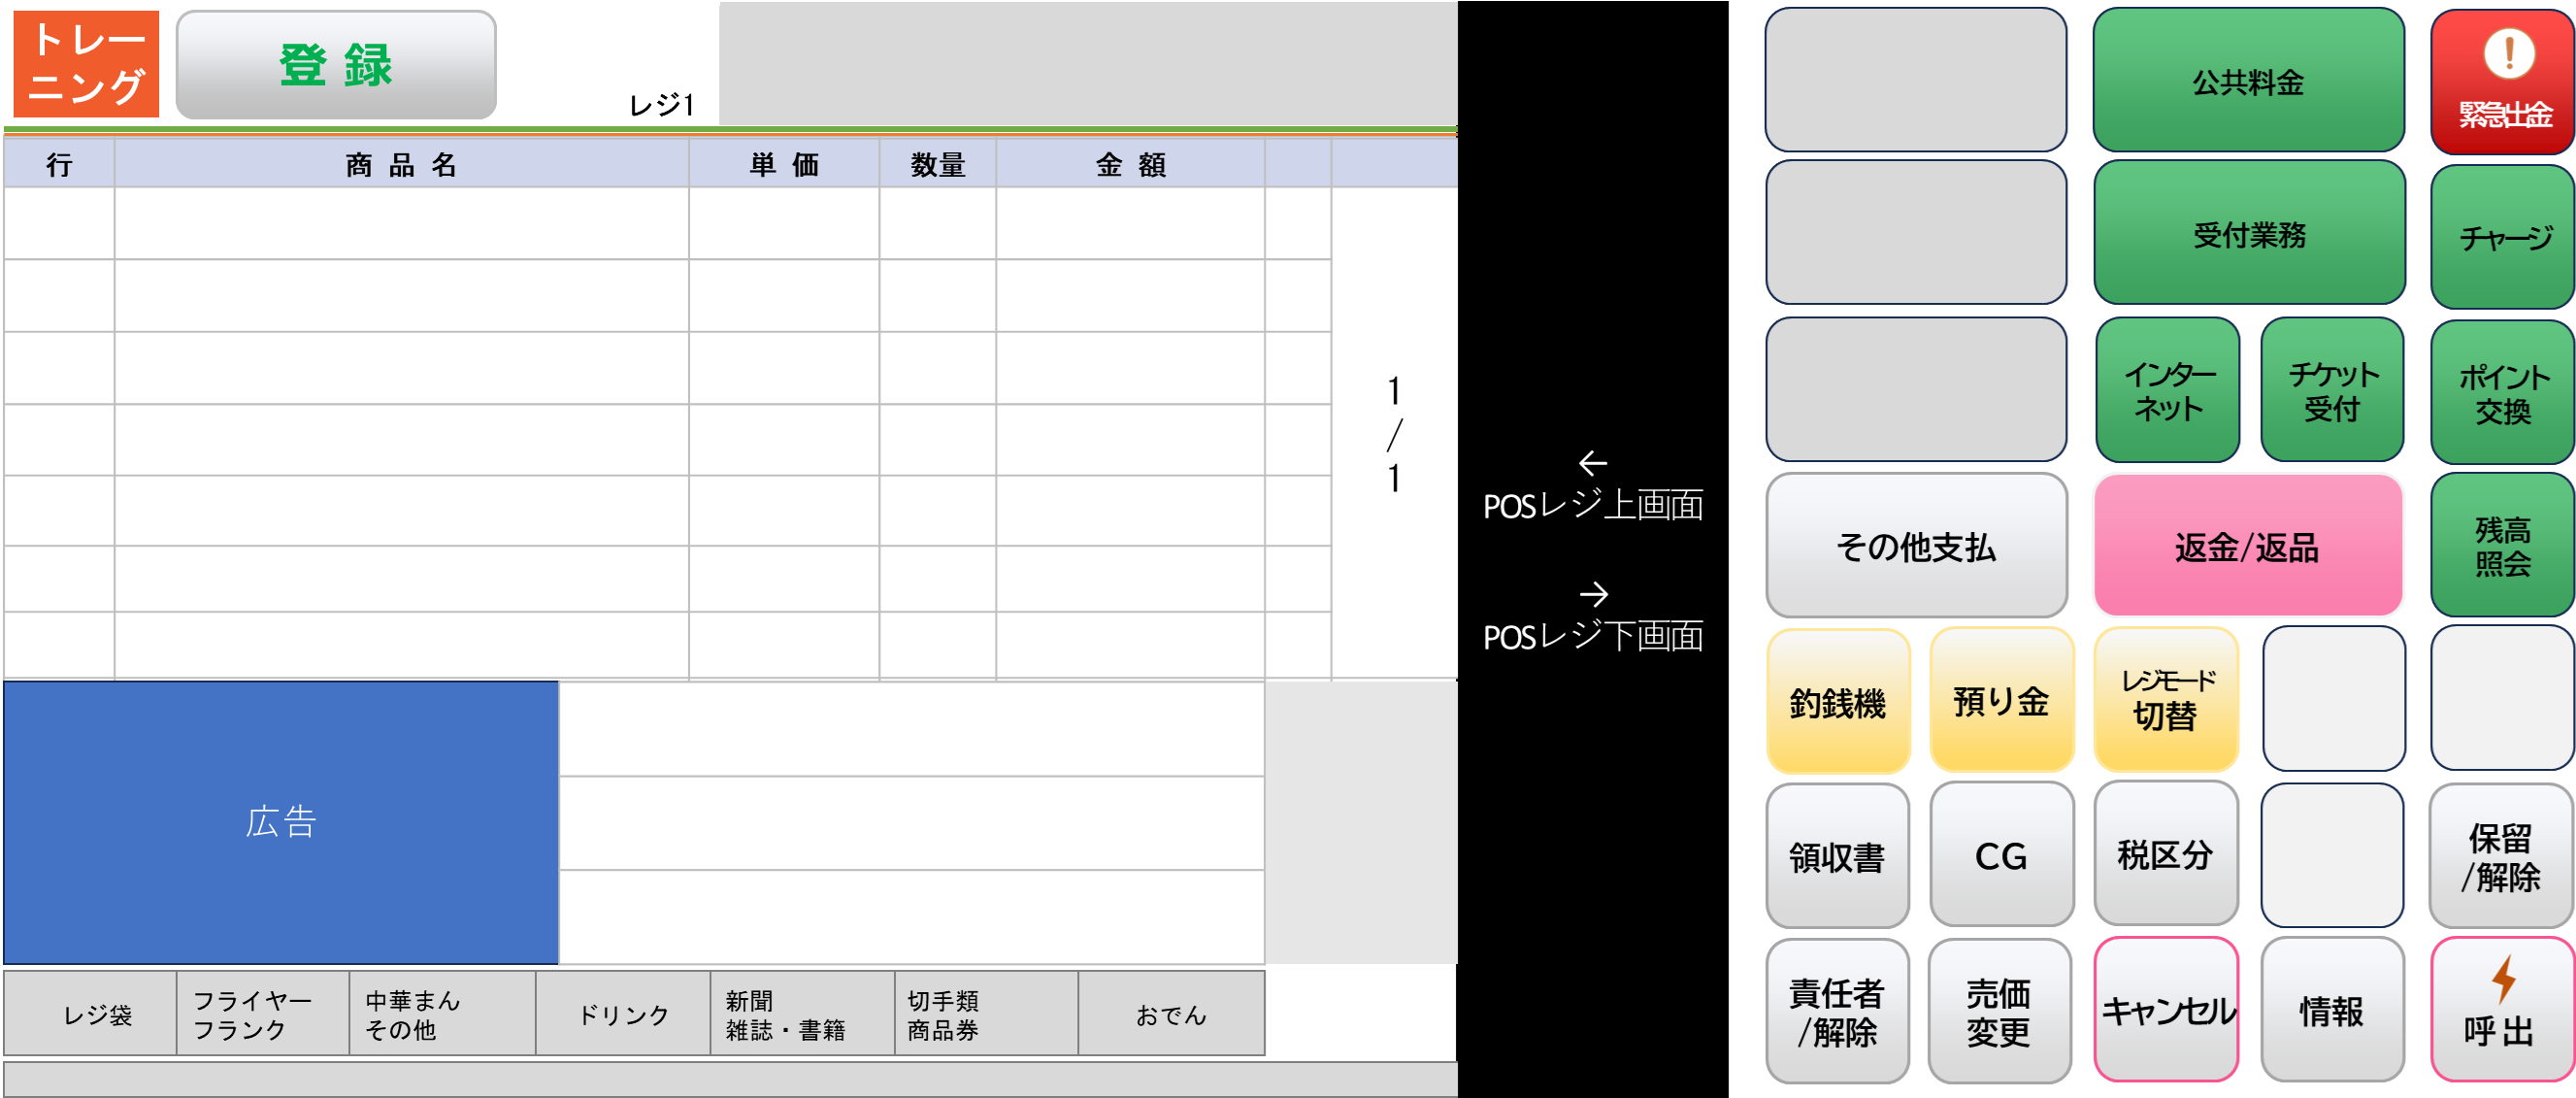 トレー
ニング
登 録
レジ1
行
商 品 名
単 価
数量
金 額
1
/
1
広告
レジ袋
フライヤー
フランク
中華まん
その他
ドリンク
新聞
雑誌・書籍
切手類
商品券
おでん
←
POSレジ上画面
→
POSレジ下画面
公共料金
!
緊急出金
受付業務
チャージ
インター
ネット
チケット
受付
ポイント
交換
その他支払
返金/返品
残高
照会
釣銭機
預り金
レジモード
切替
領収書
CG
税区分
保留
/解除
責任者
/解除
売価
変更
キャンセル
情報
呼 出